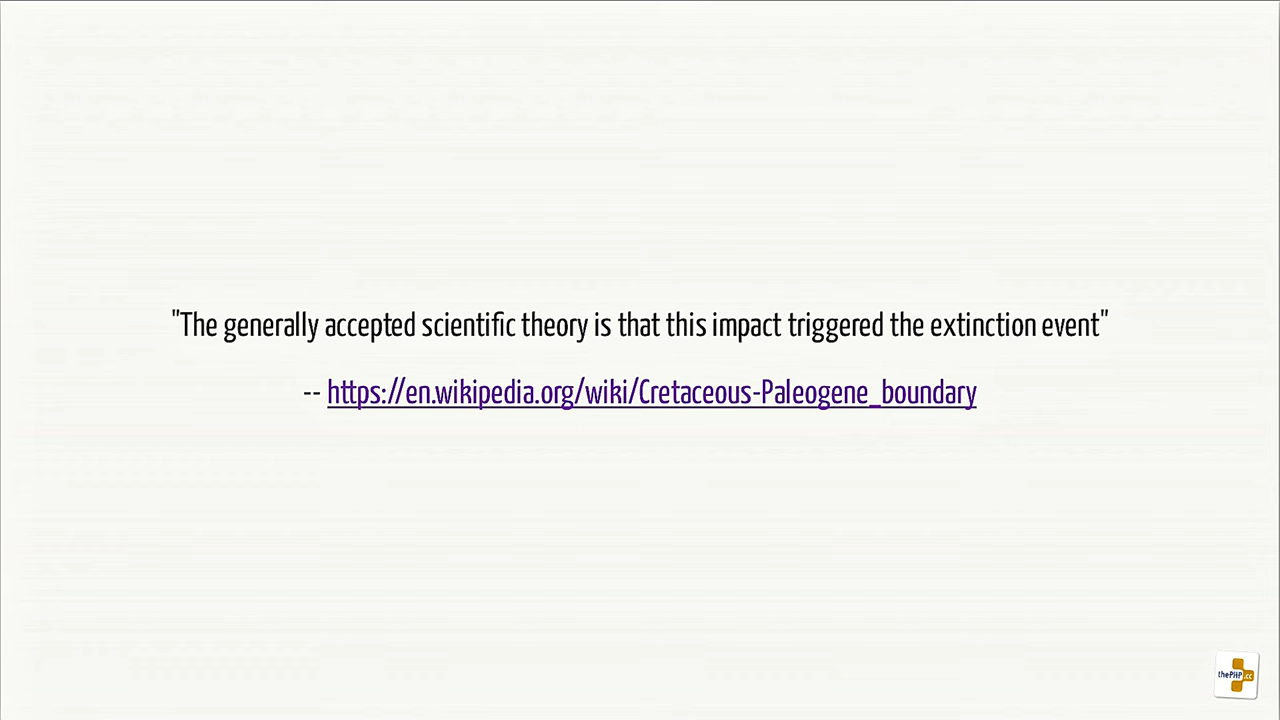 "The generally accepted scientific theory is that this impact triggered the extinction event"
-- https://en.wikipedia.org/wiki/Cretaceous-Paleogene_boundary
thePHP.cc